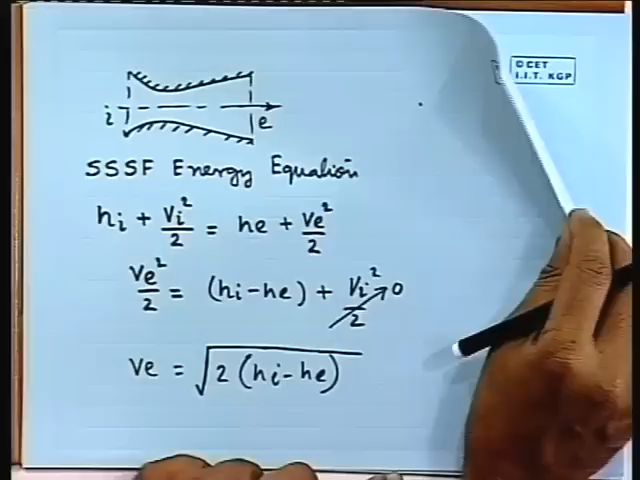 © CET
I.I.T. KGP
i
e
SSSF Energy Equation
hi + Vi²/2 = he + Ve²/2
Ve²/2 = (hi - he) + Vi²/2 0
Ve = √2 (hi - he)